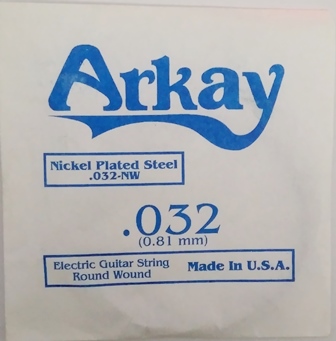 Arkay
Nickel Plated Steel
.032-NW
.032
(0.81 mm)
Electric Guitar String
Round Wound
Made In U.S.A.